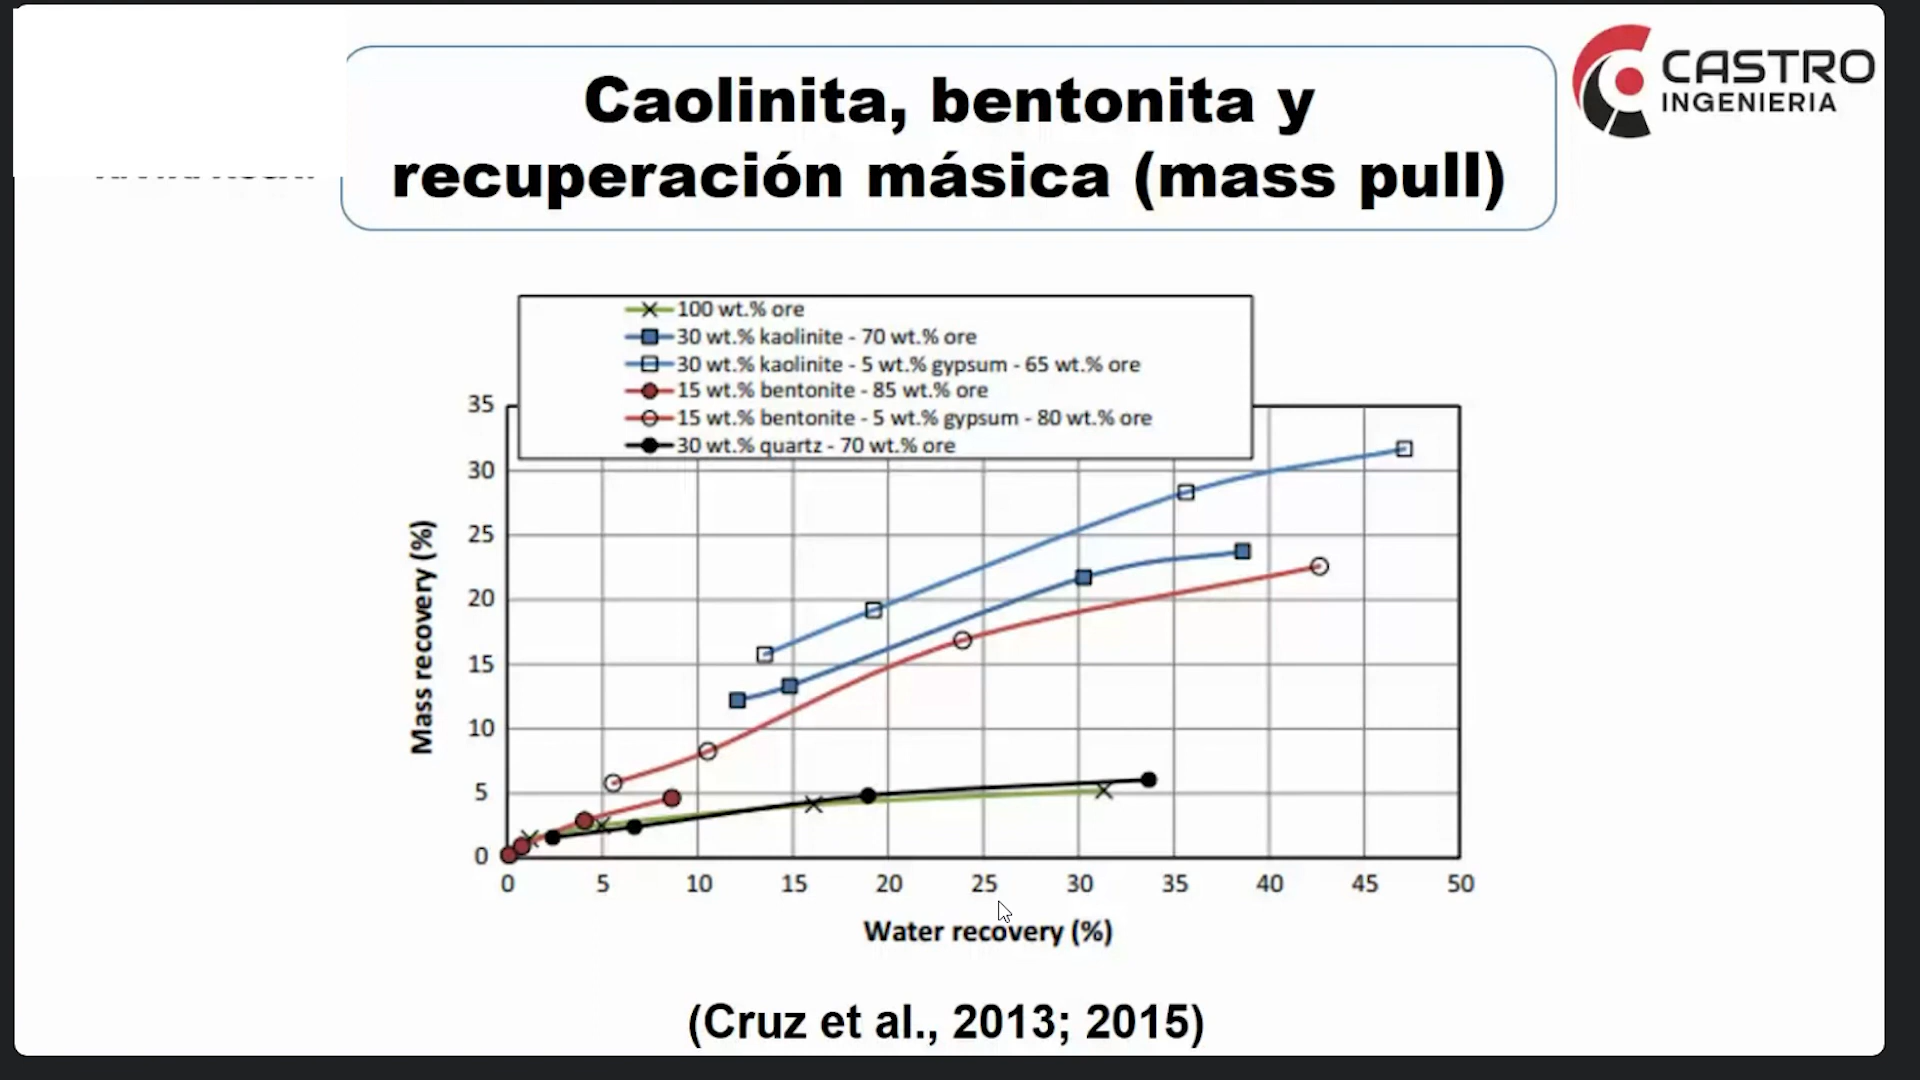 Caolinita, bentonita y
recuperación másica (mass pull)
CASTRO
INGENIERIA
100 wt.% ore
30 wt.% kaolinite - 70 wt.% ore
30 wt.% kaolinite - 5 wt.% gypsum - 65 wt.% ore
15 wt.% bentonite - 85 wt.% ore
15 wt.% bentonite - 5 wt.% gypsum - 80 wt.% ore
30 wt.% quartz - 70 wt.% ore
Mass recovery (%)
35
30
25
20
15
10
5
0
0 5 10 15 20 25 30 35 40 45 50
Water recovery (%)
(Cruz et al., 2013; 2015)